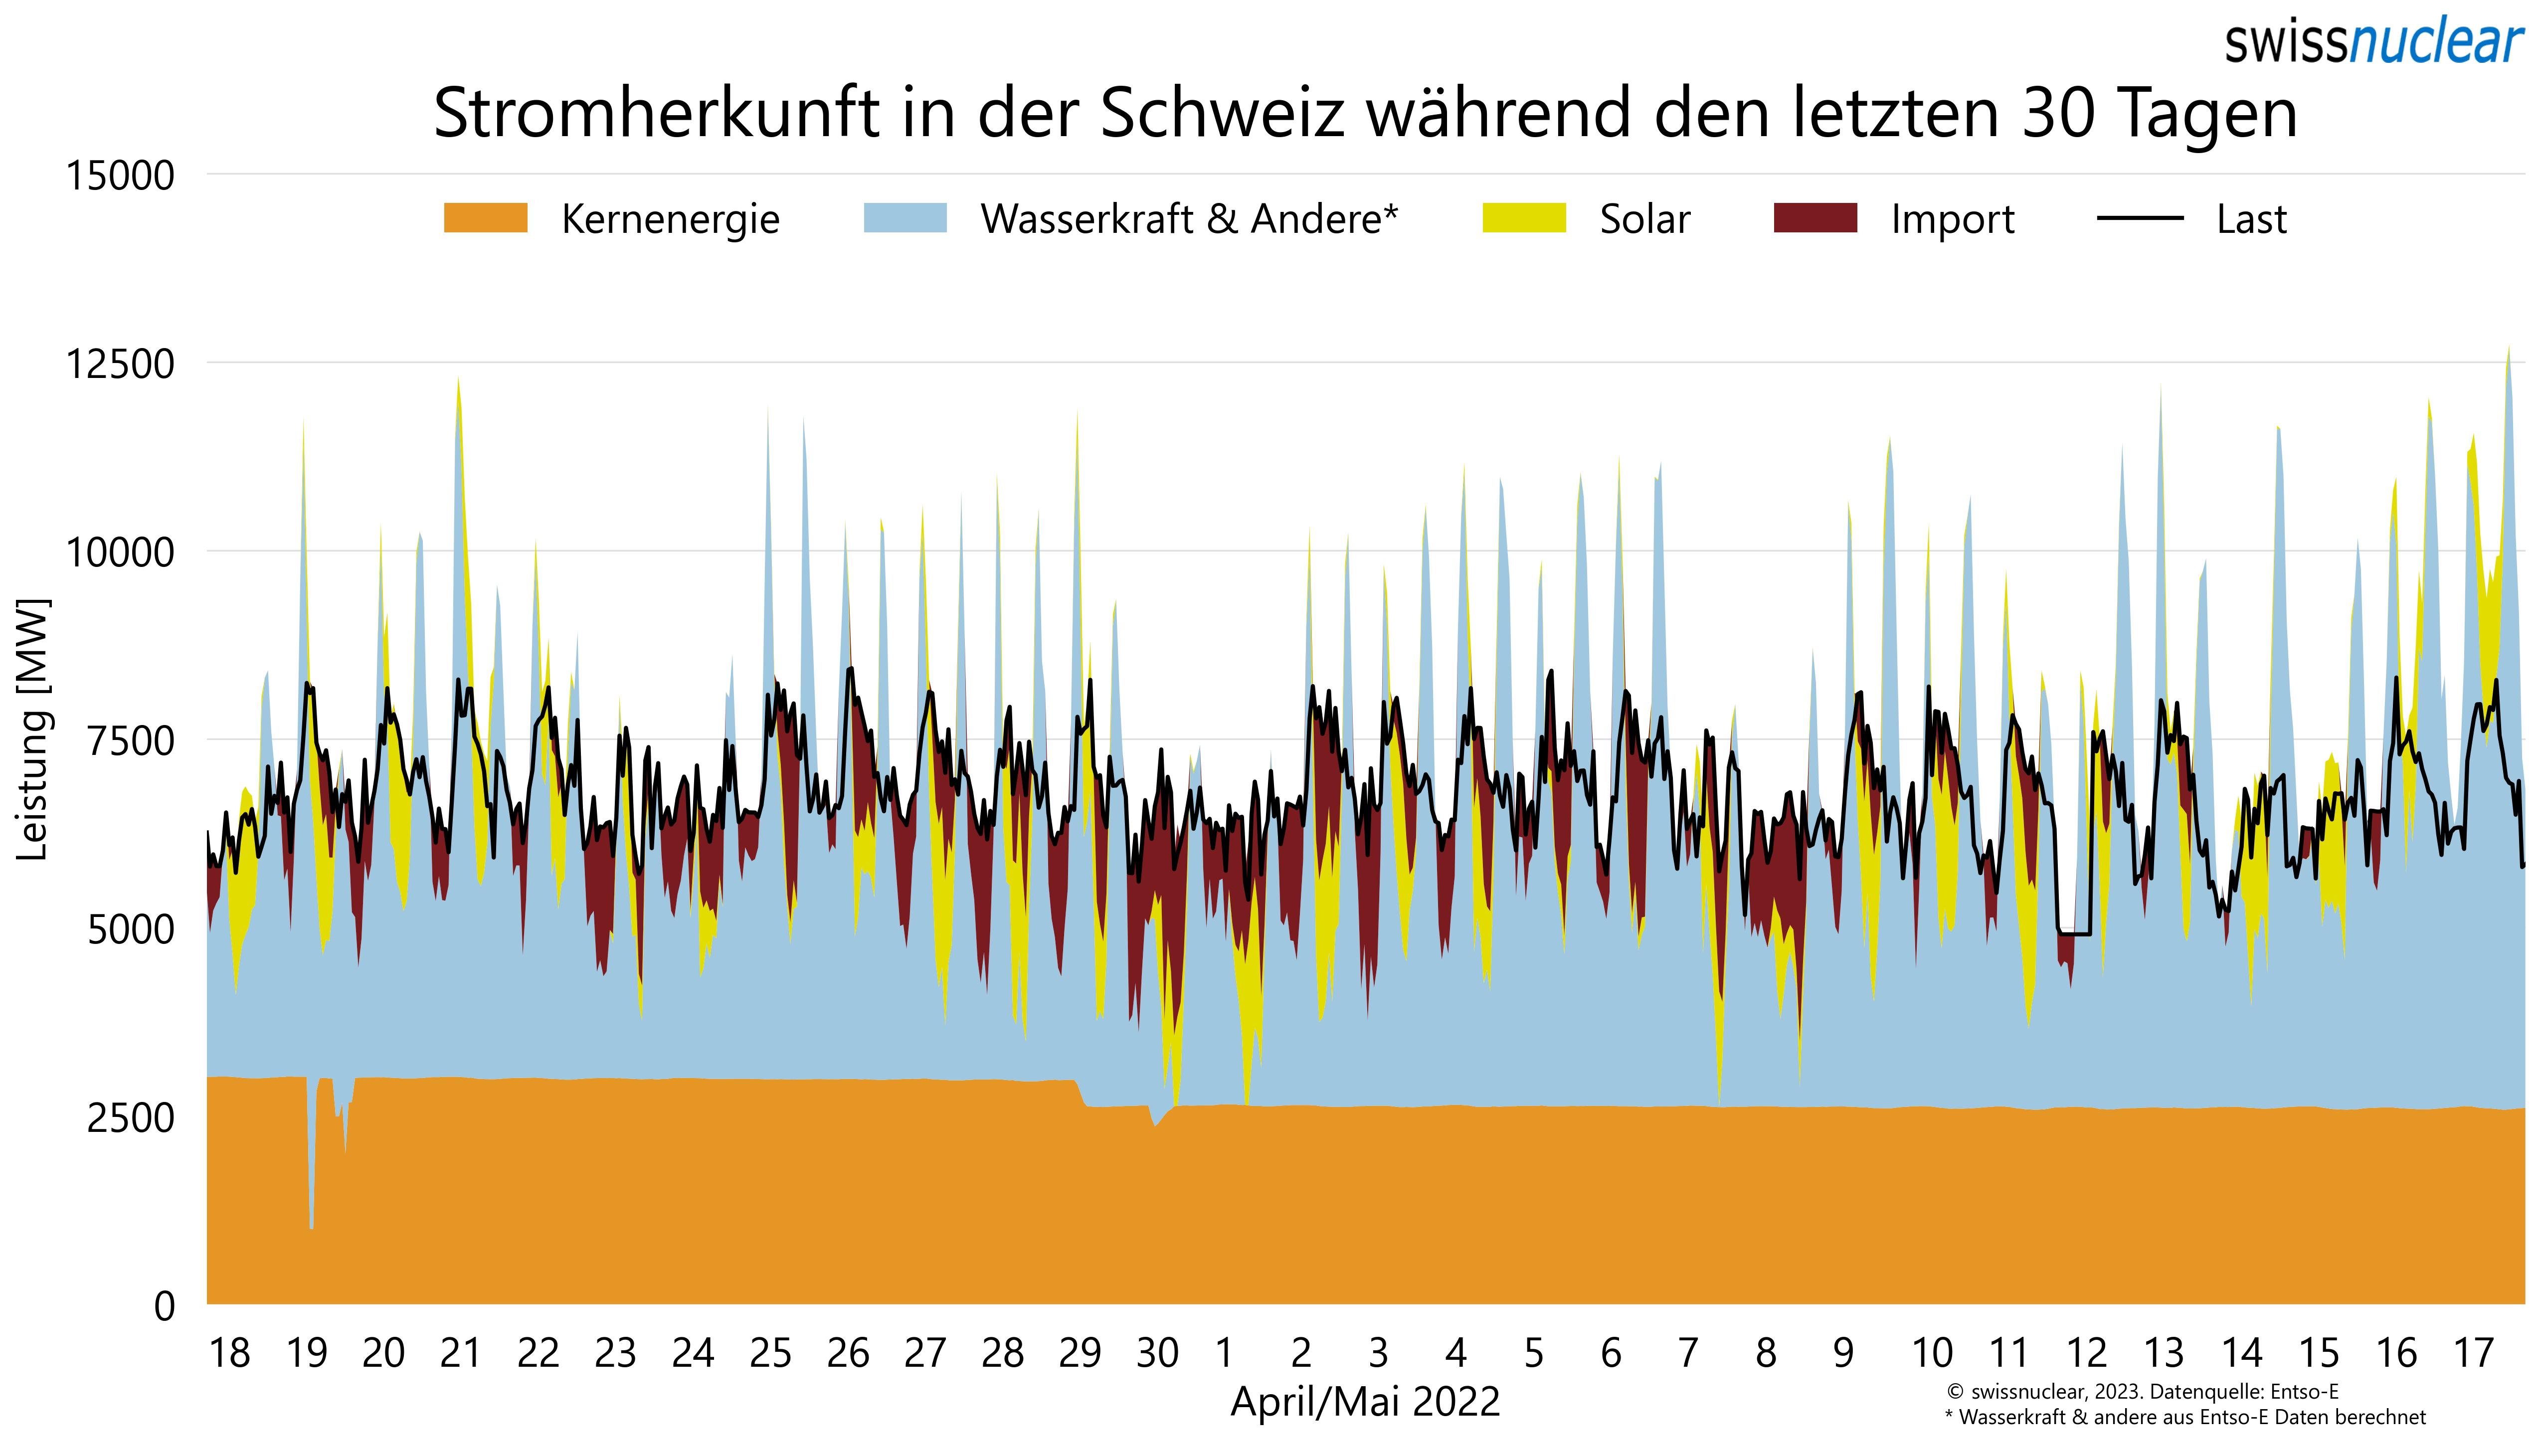 swissnuclear
Stromherkunft in der Schweiz während den letzten 30 Tagen
15000
Kernenergie Wasserkraft & Andere* Solar Import Last
12500
10000
7500
5000
2500
0
Leistung [MW]
18 19 20 21 22 23 24 25 26 27 28 29 30 1 2 3 4 5 6 7 8 9 10 11 12 13 14 15 16 17
April/Mai 2022
© swissnuclear, 2023. Datenquelle: Entso-E
* Wasserkraft & andere aus Entso-E Daten berechnet